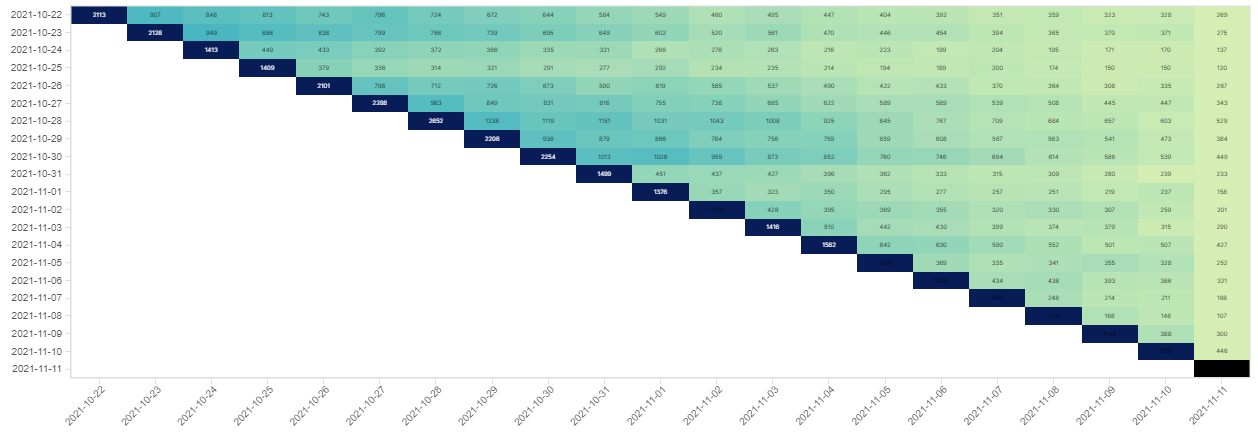 2021-10-22 2113 907 848 813 743 796 724 672 644 584 549 460 495 447 404 392 351 359 323 328 269
2021-10-23 2128 949 886 838 799 766 739 695 649 602 520 561 470 446 454 394 365 370 371 275
2021-10-24 1413 449 433 392 372 366 335 331 266 278 263 216 223 199 204 195 171 170 137
2021-10-25 1409 379 336 314 321 291 277 292 234 235 214 194 189 200 174 150 150 120
2021-10-26 2101 798 712 726 673 590 619 585 537 490 422 433 370 364 308 335 267
2021-10-27 2288 983 849 831 816 755 738 685 622 589 589 539 508 445 447 343
2021-10-28 2652 1238 1119 1151 1031 1043 1008 925 845 767 709 684 657 603 529
2021-10-29 2206 938 879 866 764 756 759 659 608 567 563 541 473 384
2021-10-30 2254 1013 1028 959 873 852 760 746 694 614 586 539 449
2021-10-31 1499 451 437 427 396 362 333 315 309 280 239 233
2021-11-01 1376 357 323 350 295 277 257 251 219 237 158
2021-11-02 428 395 369 355 320 330 307 259 201
2021-11-03 1416 510 442 430 399 374 379 315 290
2021-11-04 1582 642 630 590 552 501 507 427
2021-11-05 389 335 341 355 328 252
2021-11-06 434 438 393 386 321
2021-11-07 248 214 211 168
2021-11-08 168 146 107
2021-11-09 388 300
2021-11-10 446
2021-11-11
2021-10-22 2021-10-23 2021-10-24 2021-10-25 2021-10-26 2021-10-27 2021-10-28 2021-10-29 2021-10-30 2021-10-31 2021-11-01 2021-11-02 2021-11-03 2021-11-04 2021-11-05 2021-11-06 2021-11-07 2021-11-08 2021-11-09 2021-11-10 2021-11-11